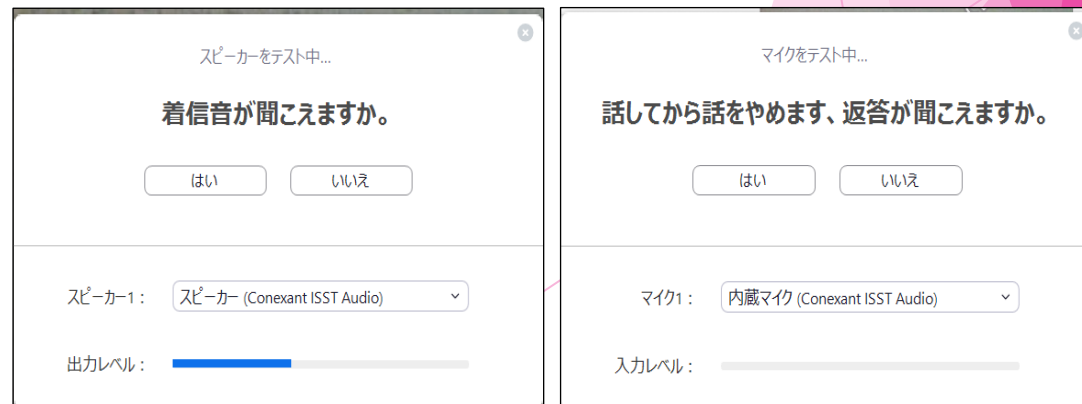 スピーカーをテスト中...
着信音が聞こえますか。
はい
いいえ
スピーカー1：
スピーカー (Conexant ISST Audio)
出力レベル：
マイクをテスト中...
話してから話をやめます、返答が聞こえますか。
はい
いいえ
マイク1：
内蔵マイク (Conexant ISST Audio)
入力レベル：